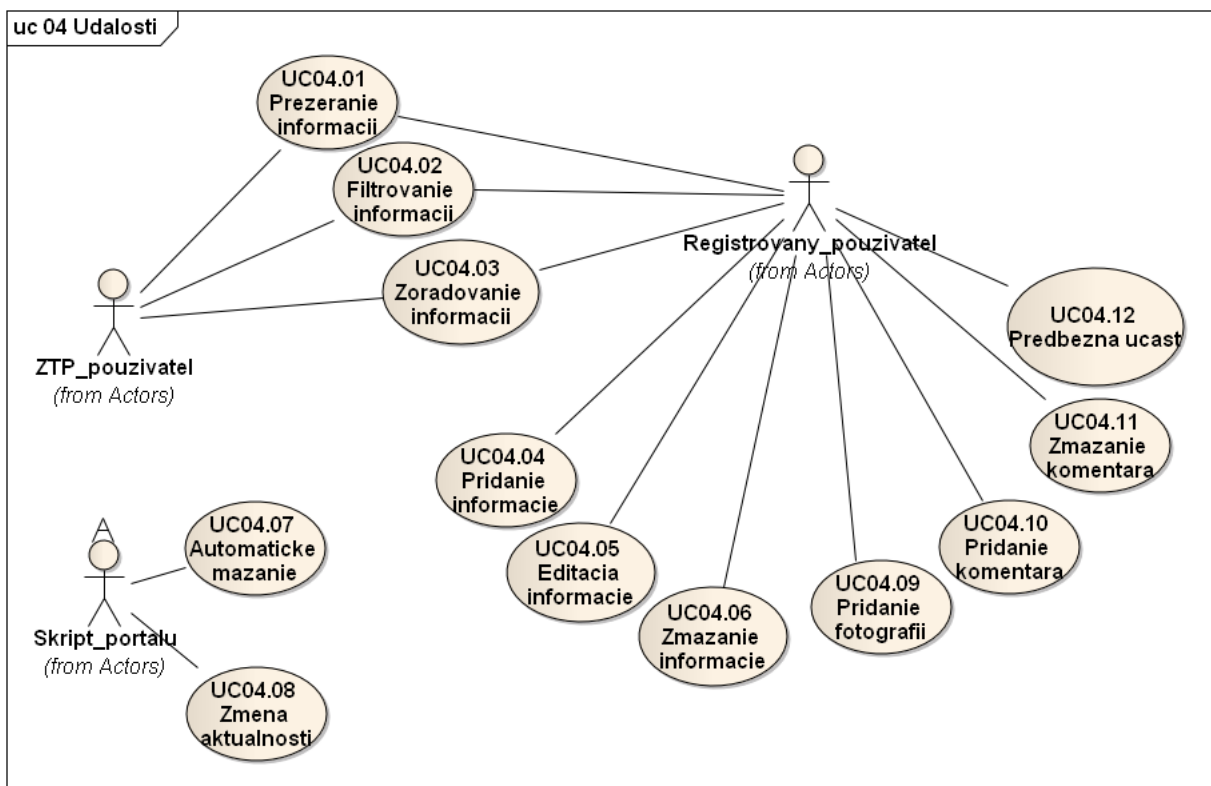 uc 04 Udalosti
UC04.01
Prezeranie
informacii
UC04.02
Filtrovanie
informacii
UC04.03
Zoradovanie
informacii
Registrovany_pouzivatel
(from Actors)
ZTP_pouzivatel
(from Actors)
UC04.12
Predbezna ucast
UC04.11
Zmazanie
komentara
UC04.04
Pridanie
informacie
UC04.05
Editacia
informacie
UC04.06
Zmazanie
informacie
UC04.09
Pridanie
fotografii
UC04.10
Pridanie
komentara
A
Skript_portalu
(from Actors)
UC04.07
Automaticke
mazanie
UC04.08
Zmena
aktualnosti